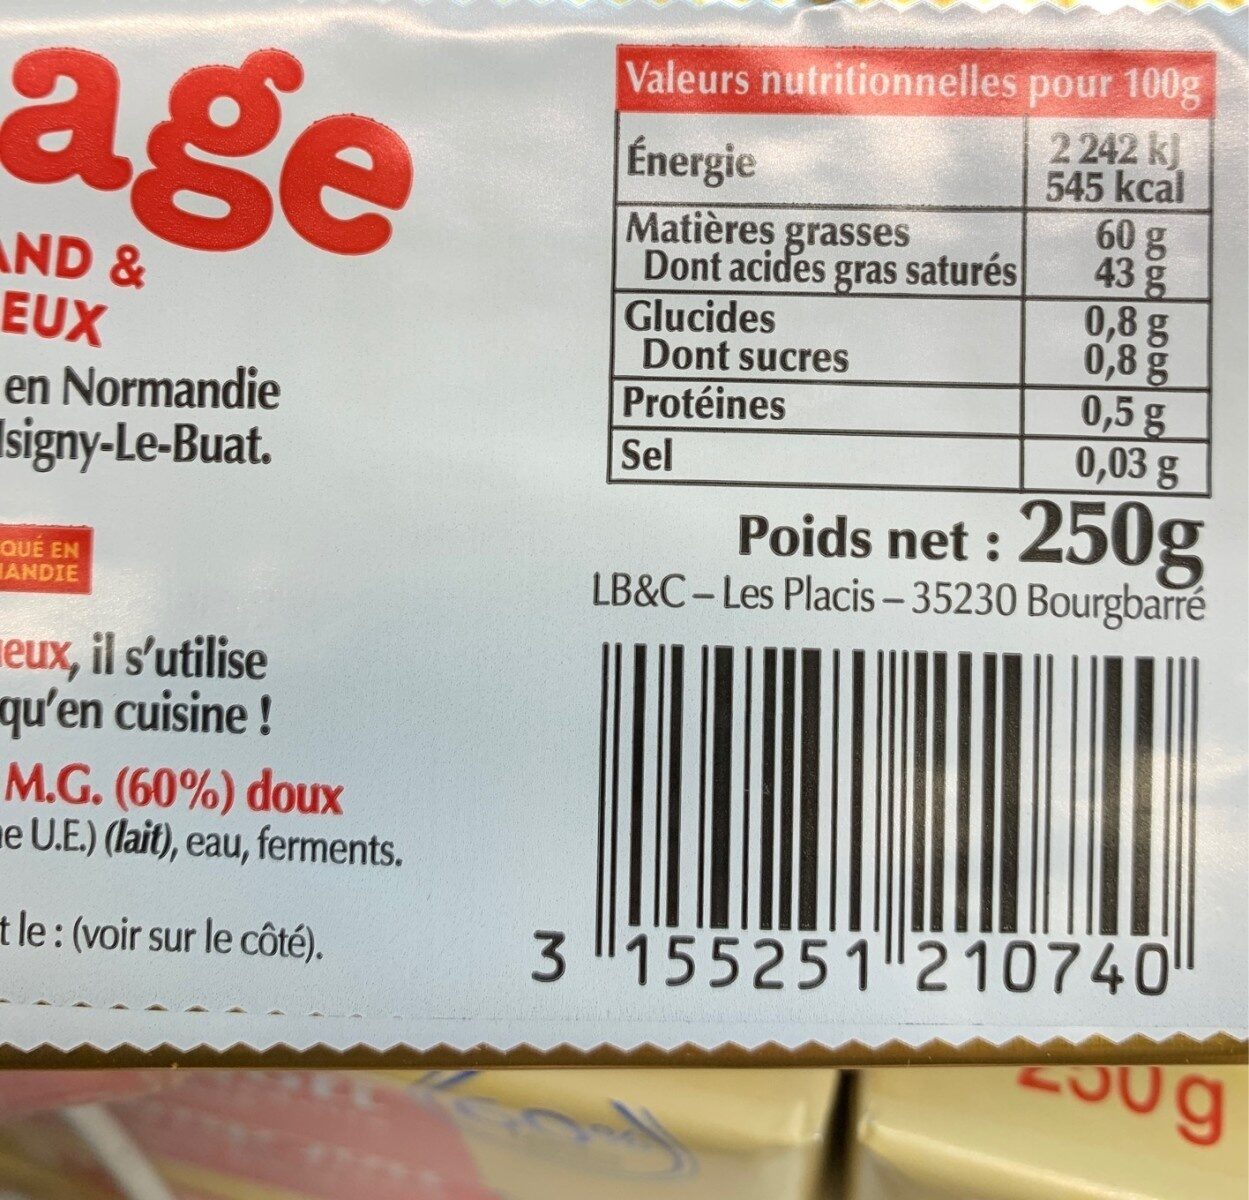 age
AND &
EUX
en Normandie
Isigny-Le-Buat.
QUÉ EN
MANDIE
eux, il s'utilise
qu'en cuisine !
M.G. (60%) doux
ne U.E.) (lait), eau, ferments.
t le : (voir sur le côté).
Valeurs nutritionnelles pour 100g
Énergie 2 242 kJ
545 kcal
Matières grasses 60 g
Dont acides gras saturés 43 g
Glucides 0,8 g
Dont sucres 0,8 g
Protéines 0,5 g
Sel 0,03 g
Poids net : 250g
LB&C – Les Placis – 35230 Bourgbarré
3 155251 210740
250g